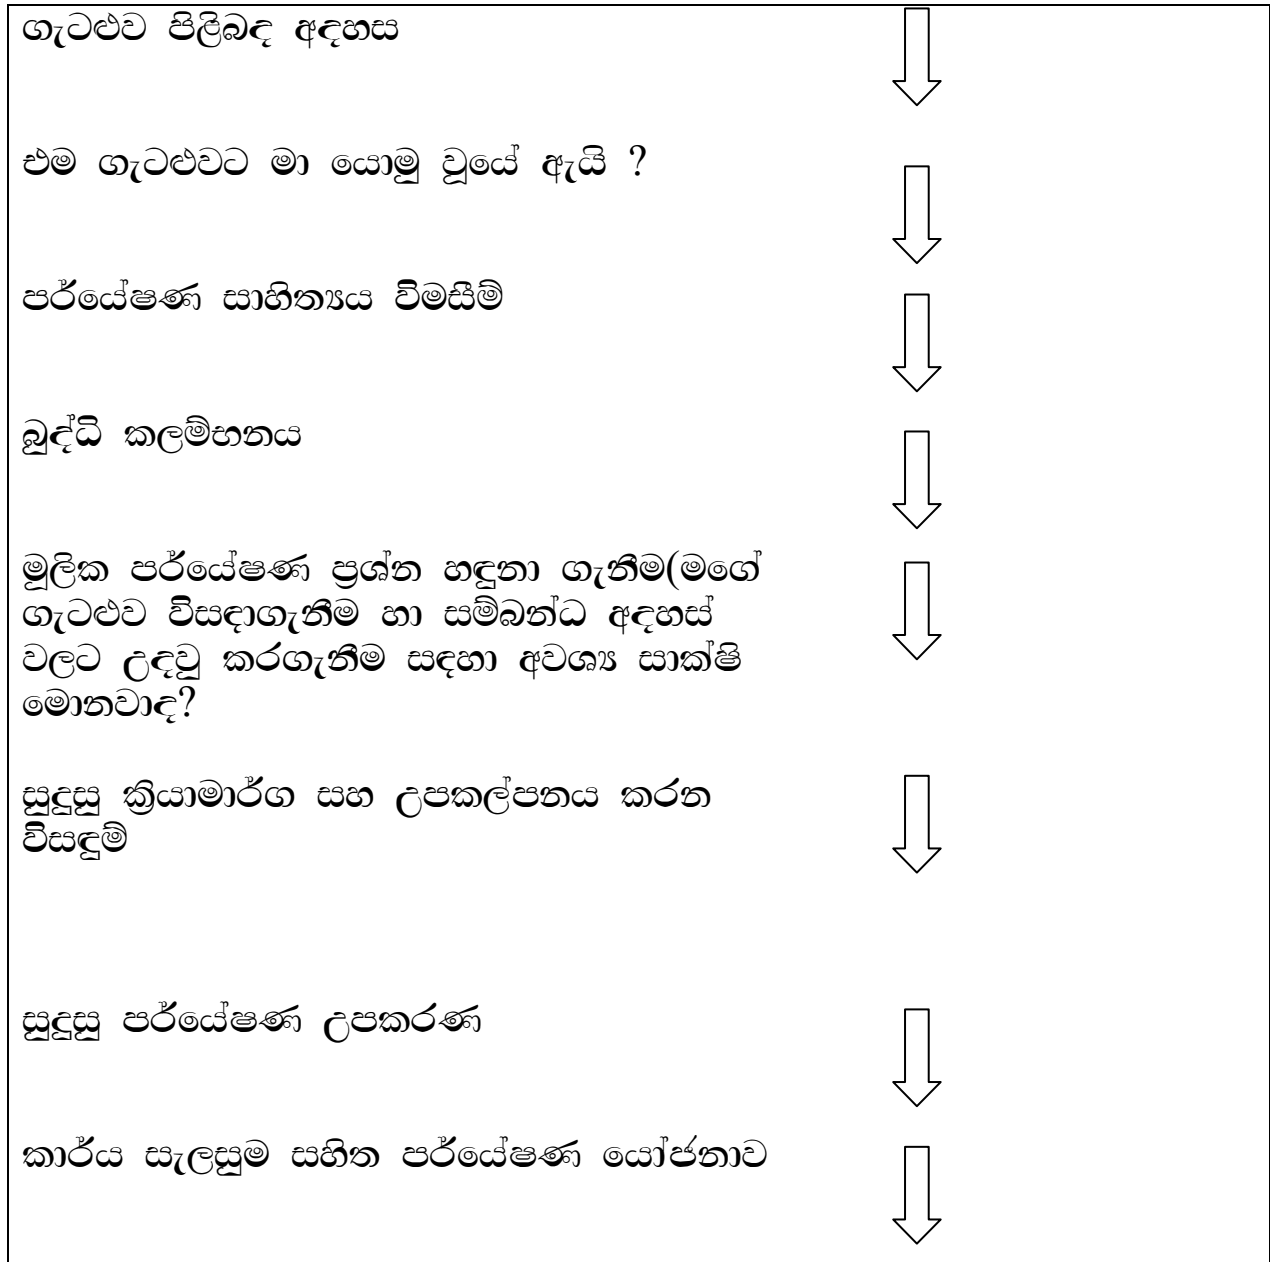 ගැටළුව පිළිබද අදහස
එම ගැටළුවට මා යොමු වූයේ ඇයි ?
පර්යේෂණ සාහිත්‍යය විමසීම්
බුද්ධි කලම්භනය
මූලික පර්යේෂණ ප්‍රශ්න හඳුනා ගැනීම(මගේ
ගැටළුව විසඳාගැනීම හා සම්බන්ධ අදහස්
වලට උදවු කරගැනීම සඳහා අවශ්‍ය සාක්ෂි
මොනවාද?
සුදුසු ක්‍රියාමාර්ග සහ උපකල්පනය කරන
විසඳුම්
සුදුසු පර්යේෂණ උපකරණ
කාර්ය සැලසුම සහිත පර්යේෂණ යෝජනාව